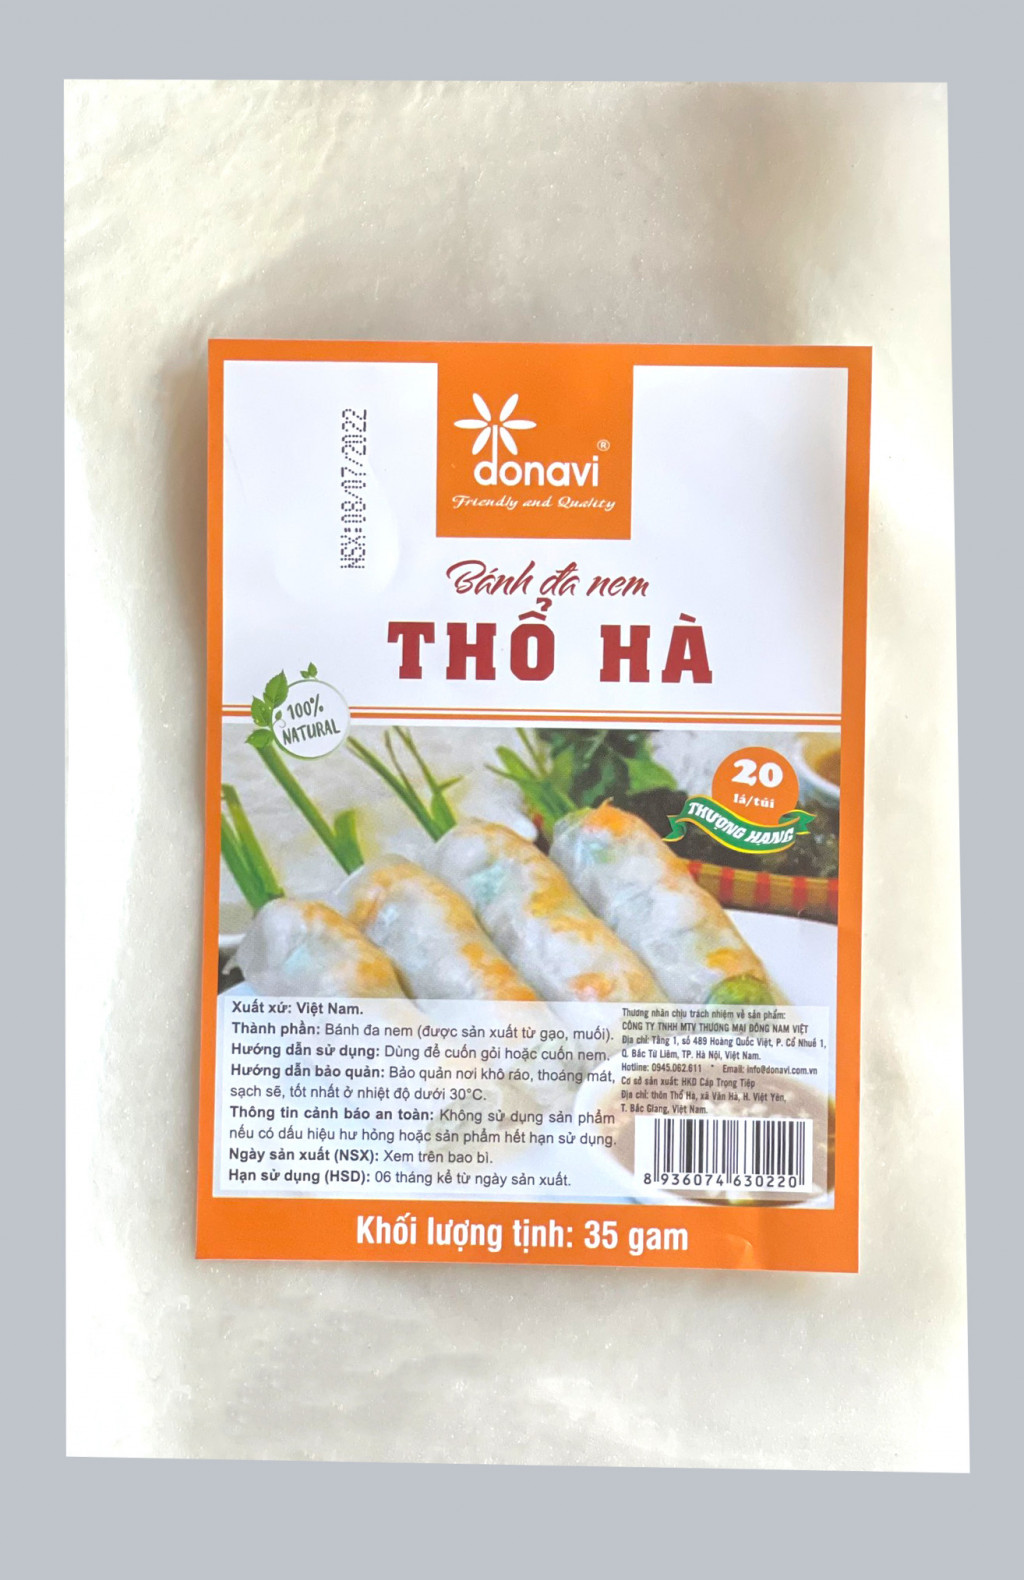 NSX:08/07/2022
donavi®
Friendly and Quality
Bánh đa nem
THỔ HÀ
100%
NATURAL
20
lá/túi
THƯỢNG HẠNG
Xuất xứ: Việt Nam.
Thành phần: Bánh đa nem (được sản xuất từ gạo, muối).
Hướng dẫn sử dụng: Dùng để cuốn gỏi hoặc cuốn nem.
Hướng dẫn bảo quản: Bảo quản nơi khô ráo, thoáng mát,
sạch sẽ, tốt nhất ở nhiệt độ dưới 30°C.
Thông tin cảnh báo an toàn: Không sử dụng sản phẩm
nếu có dấu hiệu hư hỏng hoặc sản phẩm hết hạn sử dụng.
Ngày sản xuất (NSX): Xem trên bao bì.
Hạn sử dụng (HSD): 06 tháng kể từ ngày sản xuất.
Thương nhân chịu trách nhiệm về sản phẩm:
CÔNG TY TNHH MTV THƯƠNG MẠI ĐÔNG NAM VIỆT
Địa chỉ: Tầng 1, số 489 Hoàng Quốc Việt, P. Cổ Nhuế 1,
Q. Bắc Từ Liêm, TP. Hà Nội, Việt Nam.
Hotline: 0945.062.611 * Email: info@donavi.com.vn
Cơ sở sản xuất: HKD Cáp Trọng Tiệp
Địa chỉ: thôn Thổ Hà, xã Vân Hà, H. Việt Yên,
T. Bắc Giang, Việt Nam.
8 936074 630220
Khối lượng tịnh: 35 gam